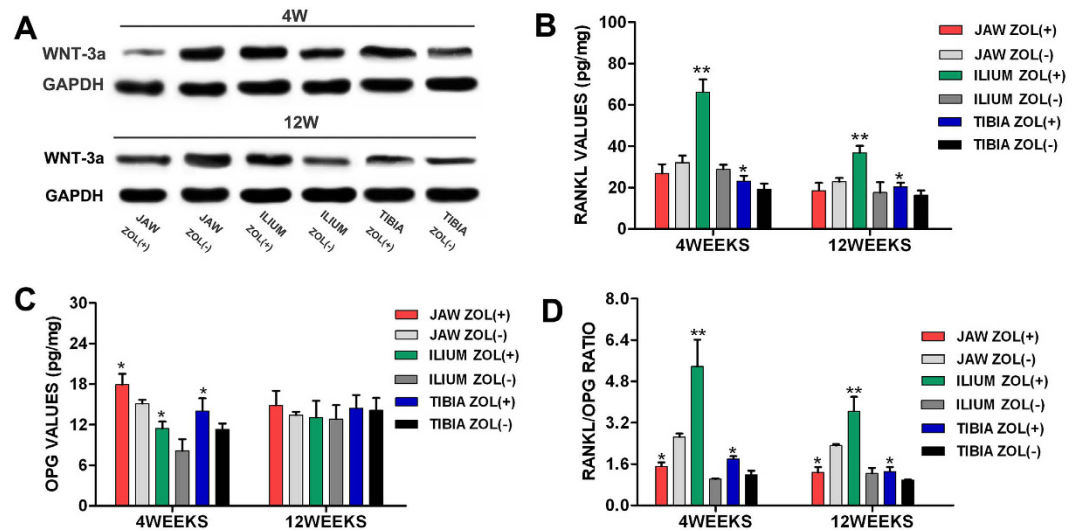 A
4W
WNT-3a
GAPDH
12W
WNT-3a
GAPDH
JAW ZOL(+)
JAW ZOL(-)
ILIUM ZOL(+)
ILIUM ZOL(-)
TIBIA ZOL(+)
TIBIA ZOL(-)
B
RANKL VALUES (pg/mg)
100
80
60
40
20
0
**
*
**
*
4WEEKS
12WEEKS
JAW ZOL(+)
JAW ZOL(-)
ILIUM ZOL(+)
ILIUM ZOL(-)
TIBIA ZOL(+)
TIBIA ZOL(-)
C
OPG VALUES (pg/mg)
30
24
18
12
6
0
*
*
*
4WEEKS
12WEEKS
JAW ZOL(+)
JAW ZOL(-)
ILIUM ZOL(+)
ILIUM ZOL(-)
TIBIA ZOL(+)
TIBIA ZOL(-)
D
RANKL/OPG RATIO
8.0
6.4
4.8
3.2
1.6
0.0
*
**
*
*
**
*
4WEEKS
12WEEKS
JAW ZOL(+)
JAW ZOL(-)
ILIUM ZOL(+)
ILIUM ZOL(-)
TIBIA ZOL(+)
TIBIA ZOL(-)